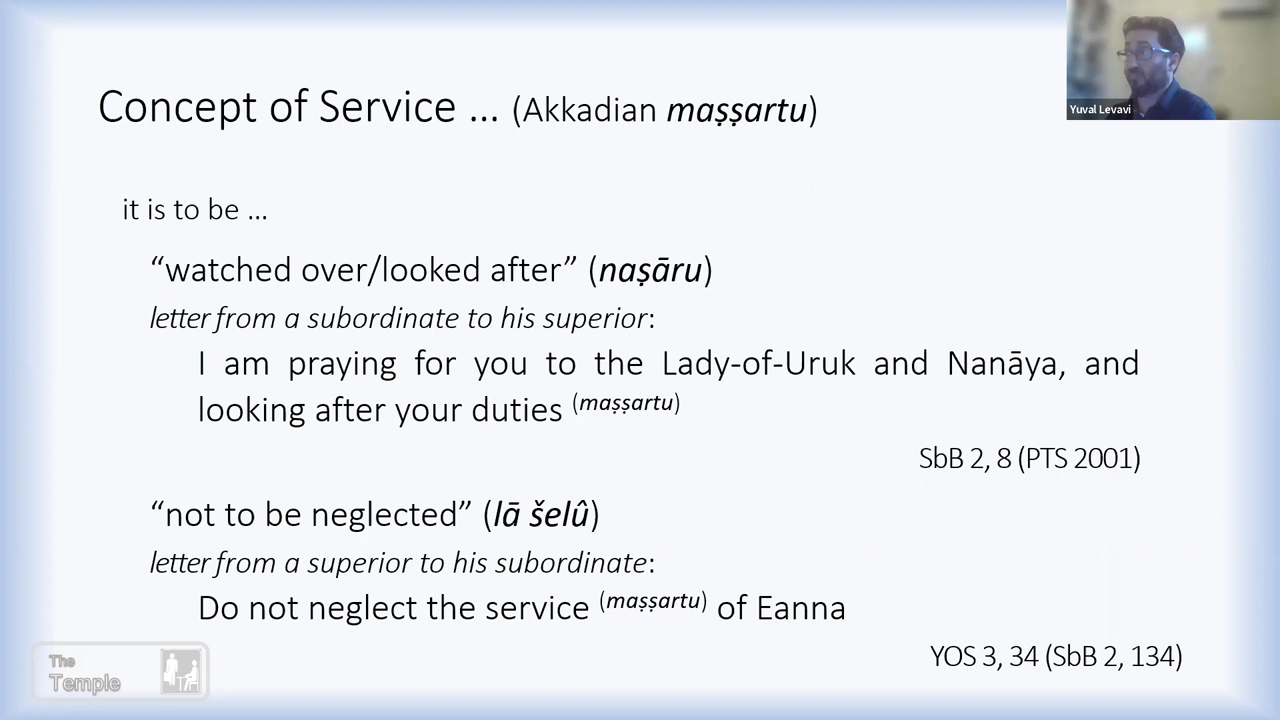 Concept of Service ... (Akkadian maṣṣartu)
Yuval Levavi
it is to be ...
“watched over/looked after” (naṣāru)
letter from a subordinate to his superior:
I am praying for you to the Lady-of-Uruk and Nanāya, and
looking after your duties (maṣṣartu)
SbB 2, 8 (PTS 2001)
“not to be neglected” (lā šelû)
letter from a superior to his subordinate:
Do not neglect the service (maṣṣartu) of Eanna
YOS 3, 34 (SbB 2, 134)
The
Temple